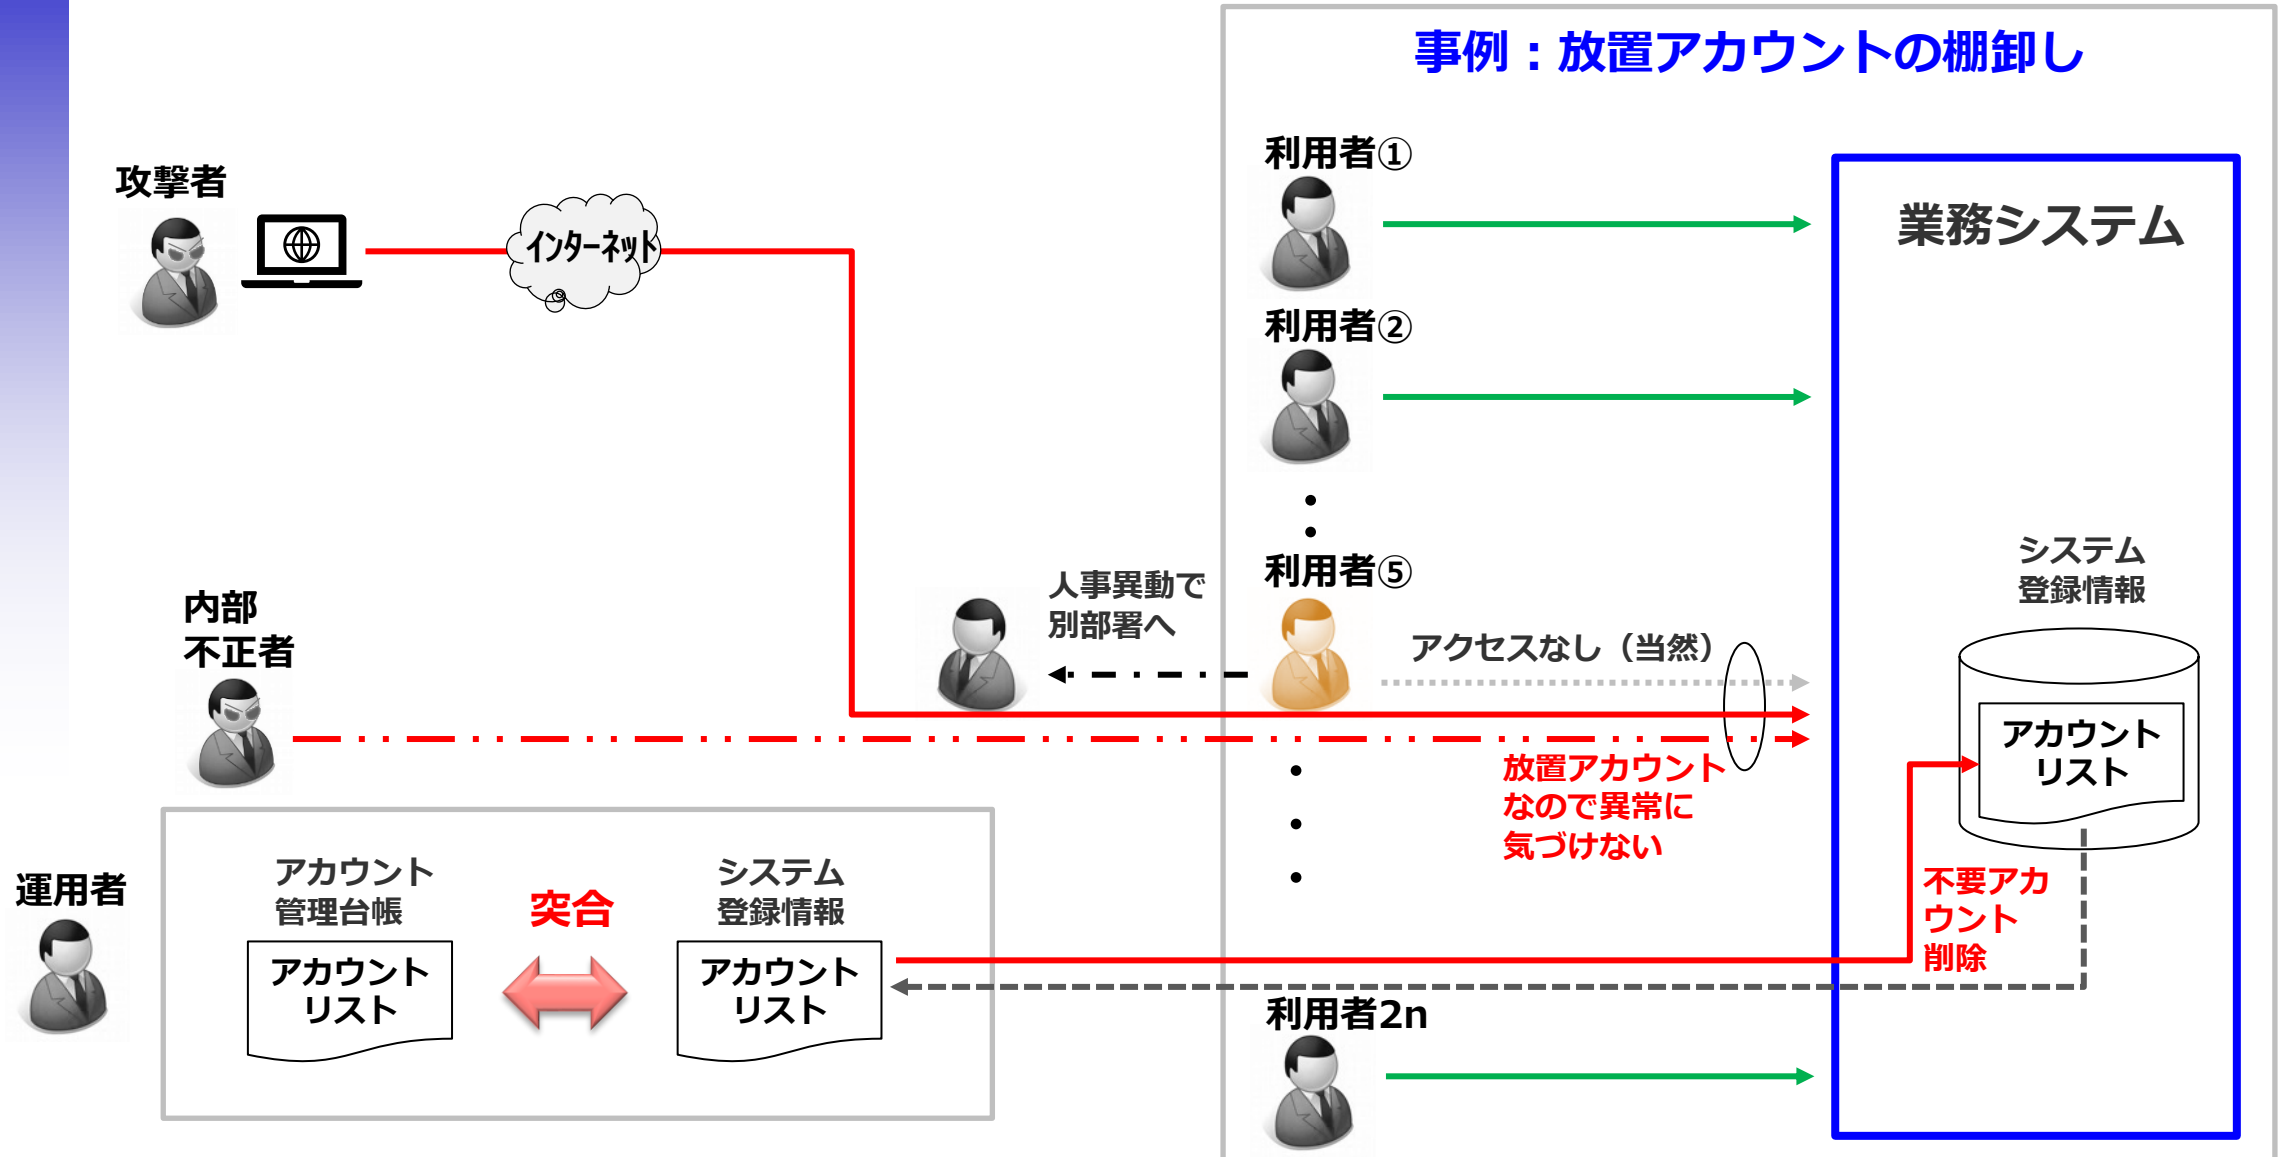 事例：放置アカウントの棚卸し
攻撃者
インターネット
利用者①
業務システム
利用者②
・
・
利用者⑤
人事異動で
別部署へ
アクセスなし（当然）
システム
登録情報
アカウント
リスト
内部
不正者
放置アカウント
なので異常に
気づけない
・
・
・
運用者
アカウント
管理台帳
アカウント
リスト
突合
システム
登録情報
アカウント
リスト
不要アカ
ウント
削除
利用者2n